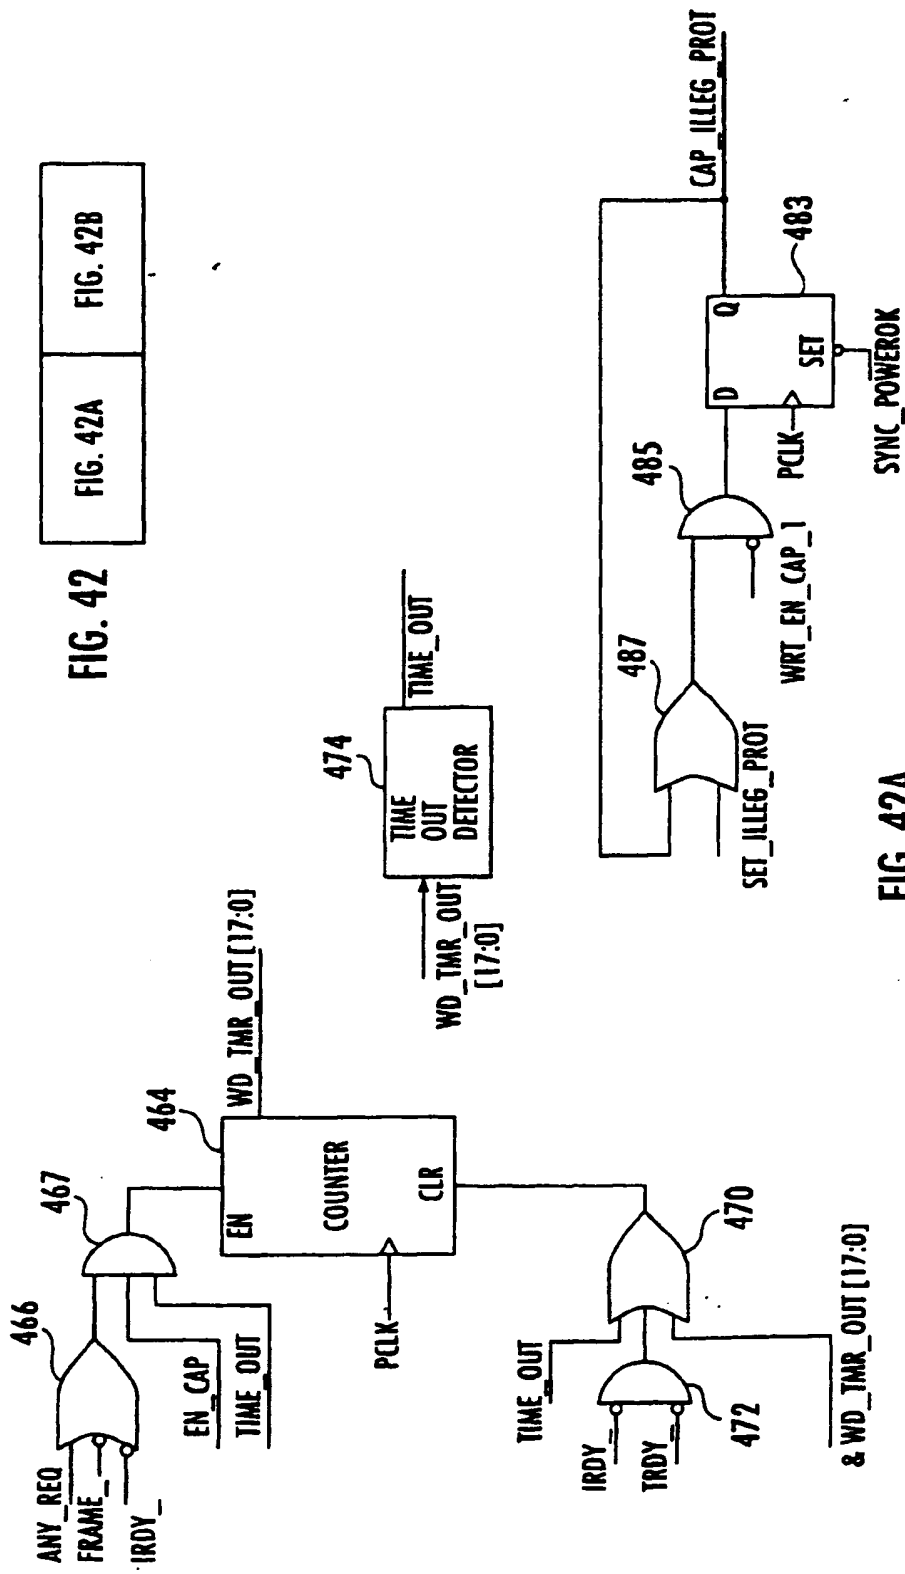 FIG. 42
FIG. 42A
FIG. 42B
ANY_REQ
FRAME_
IRDY_
466
467
EN_CAP
TIME_OUT
464
EN
COUNTER
CLR
PCLK
WD_TMR_OUT[17:0]
TIME_OUT
IRDY_
TRDY_
472
470
& WD_TMR_OUT[17:0]
WD_TMR_OUT
[17:0]
474
TIME
OUT
DETECTOR
TIME_OUT
SET_ILLEG_PROT
487
485
WRT_EN_CAP_1
D
Q
SET
PCLK
483
SYNC_POWEROK
CAP_ILLEG_PROT
FIG. 42A